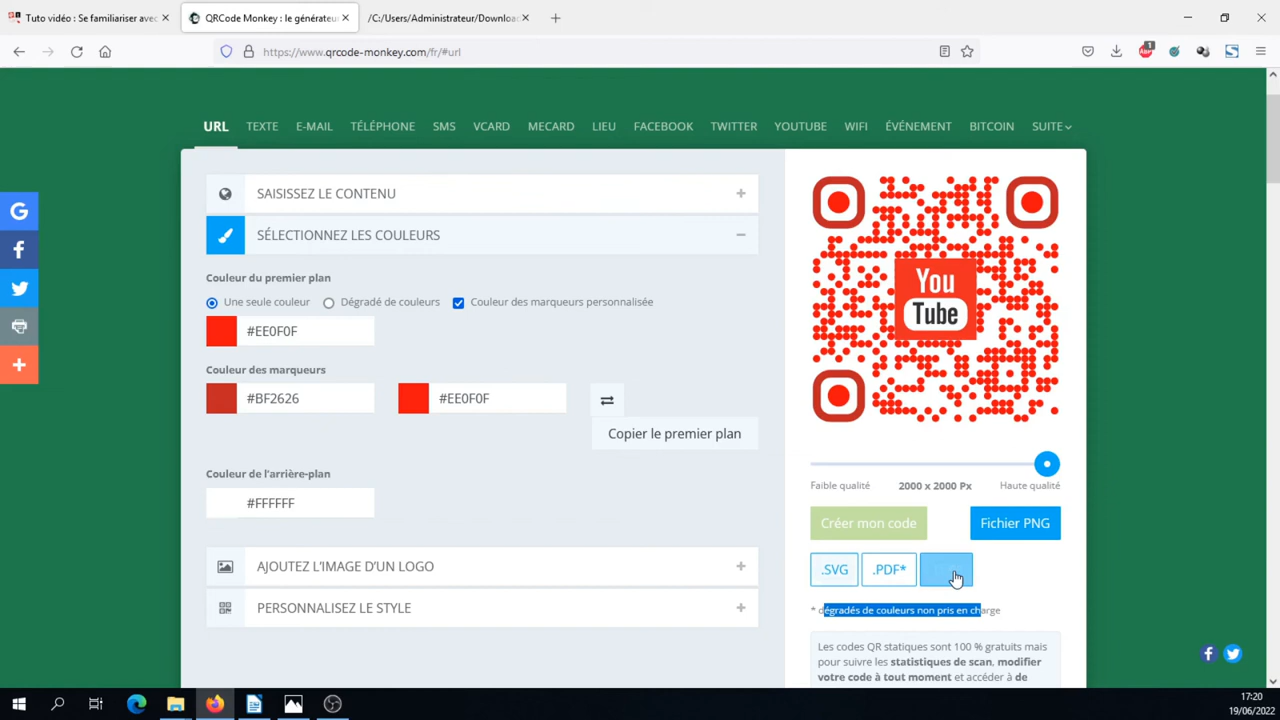 Tuto vidéo : Se familiariser avec
QRCode Monkey : le générateur
/C:/Users/Administrateur/Downloa
https://www.qrcode-monkey.com/fr/#url
1
URL TEXTE E-MAIL TÉLÉPHONE SMS VCARD MECARD LIEU FACEBOOK TWITTER YOUTUBE WIFI ÉVÉNEMENT BITCOIN SUITE
SAISISSEZ LE CONTENU
SÉLECTIONNEZ LES COULEURS
Couleur du premier plan
Une seule couleur Dégradé de couleurs Couleur des marqueurs personnalisée
#EE0F0F
Couleur des marqueurs
#BF2626 #EE0F0F
Copier le premier plan
Couleur de l'arrière-plan
#FFFFFF
AJOUTEZ L'IMAGE D'UN LOGO
PERSONNALISEZ LE STYLE
You
Tube
Faible qualité 2000 x 2000 Px Haute qualité
Créer mon code Fichier PNG
.SVG .PDF*
* dégradés de couleurs non pris en charge
Les codes QR statiques sont 100 % gratuits mais
pour suivre les statistiques de scan, modifier
votre code à tout moment et accéder à de
17:20
19/06/2022